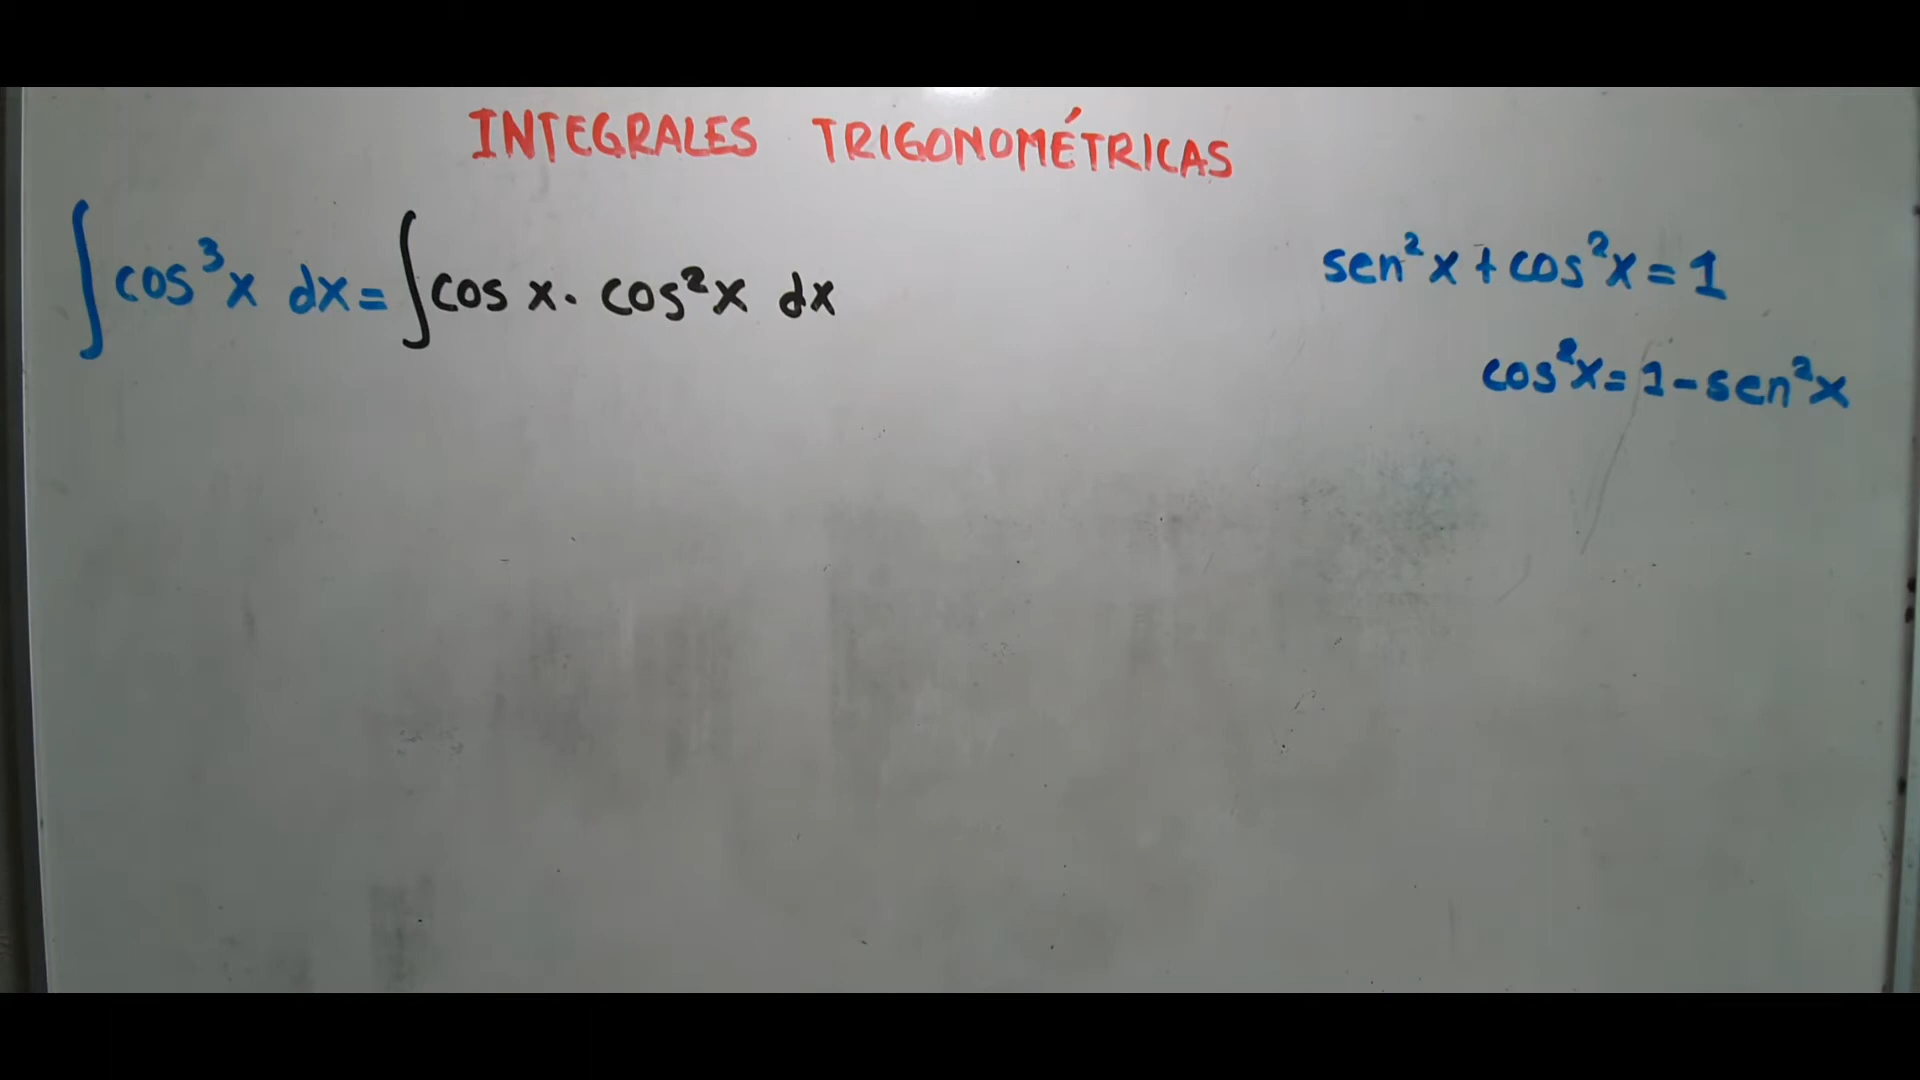 INTEGRALES TRIGONOMÉTRICAS
∫cos³x dx = ∫cos x · cos²x dx
sen²x + cos²x = 1
cos²x = 1 - sen²x